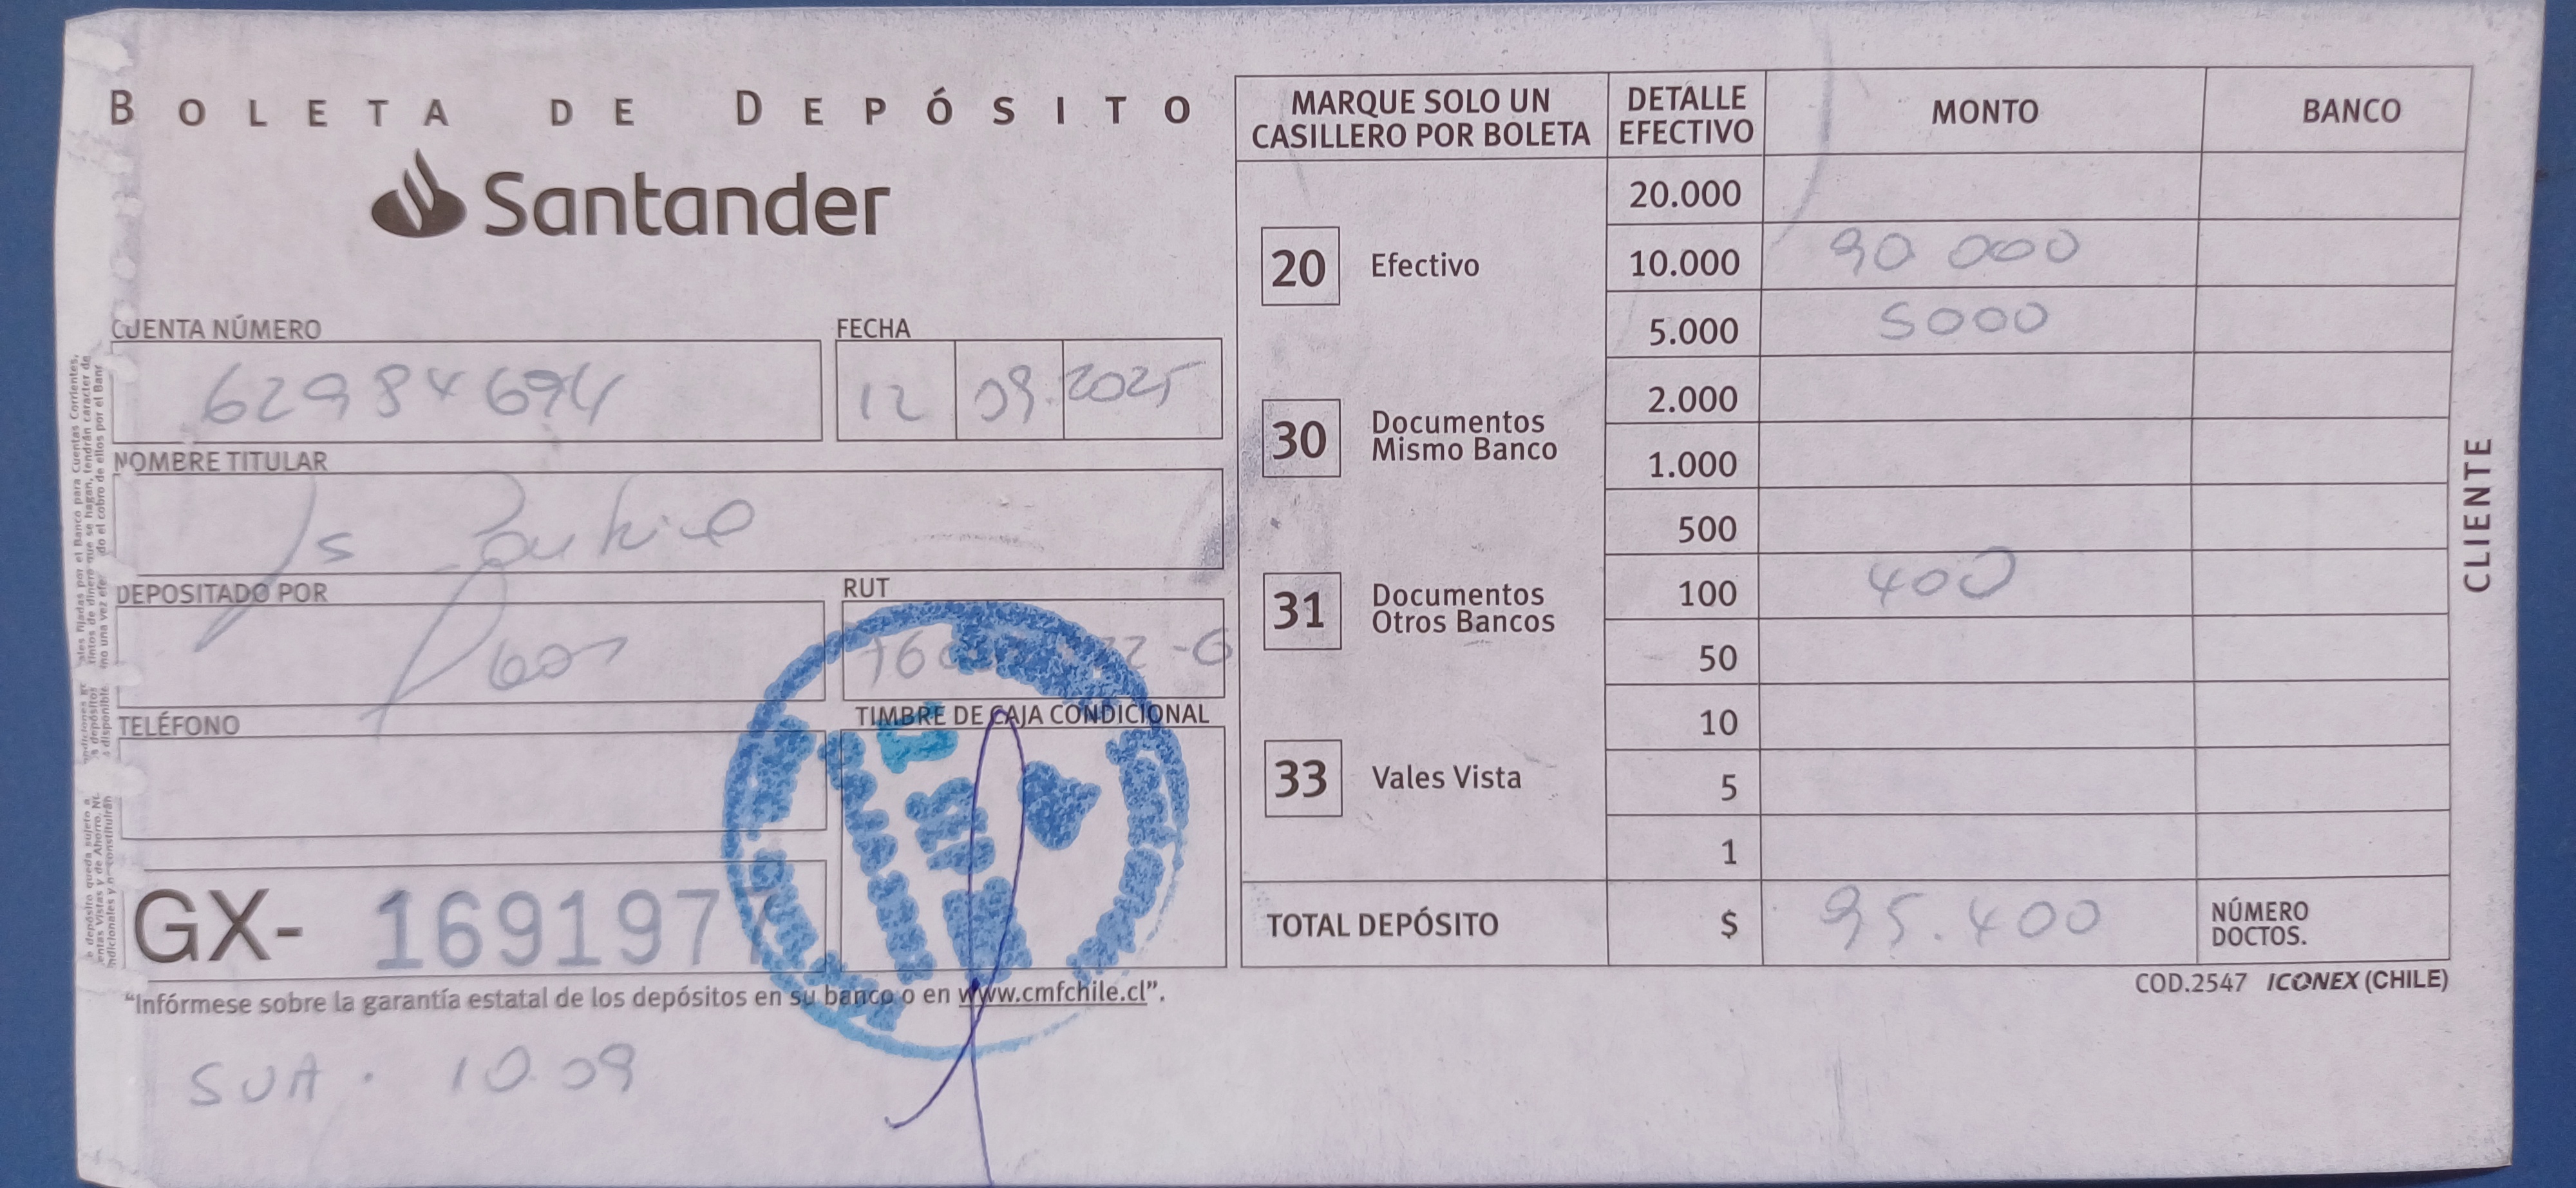 BOLETA DE DEPÓSITO
Santander
CUENTA NÚMERO
62984694
FECHA
12 09.2025
NOMBRE TITULAR
Js
DEPOSITADO POR
RUT
-6
TELÉFONO
TIMBRE DE CAJA CONDICIONAL
GX- 1691977
"Infórmese sobre la garantía estatal de los depósitos en su banco o en www.cmfchile.cl".
SUA. 10.09
MARQUE SOLO UN CASILLERO POR BOLETA
20 Efectivo
30 Documentos Mismo Banco
31 Documentos Otros Bancos
33 Vales Vista
DETALLE EFECTIVO MONTO BANCO
20.000
10.000 90 000
5.000 5000
2.000
1.000
500
100 400
50
10
5
1
TOTAL DEPÓSITO $ 95.400 NÚMERO DOCTOS.
COD.2547 ICONEX (CHILE)
CLIENTE